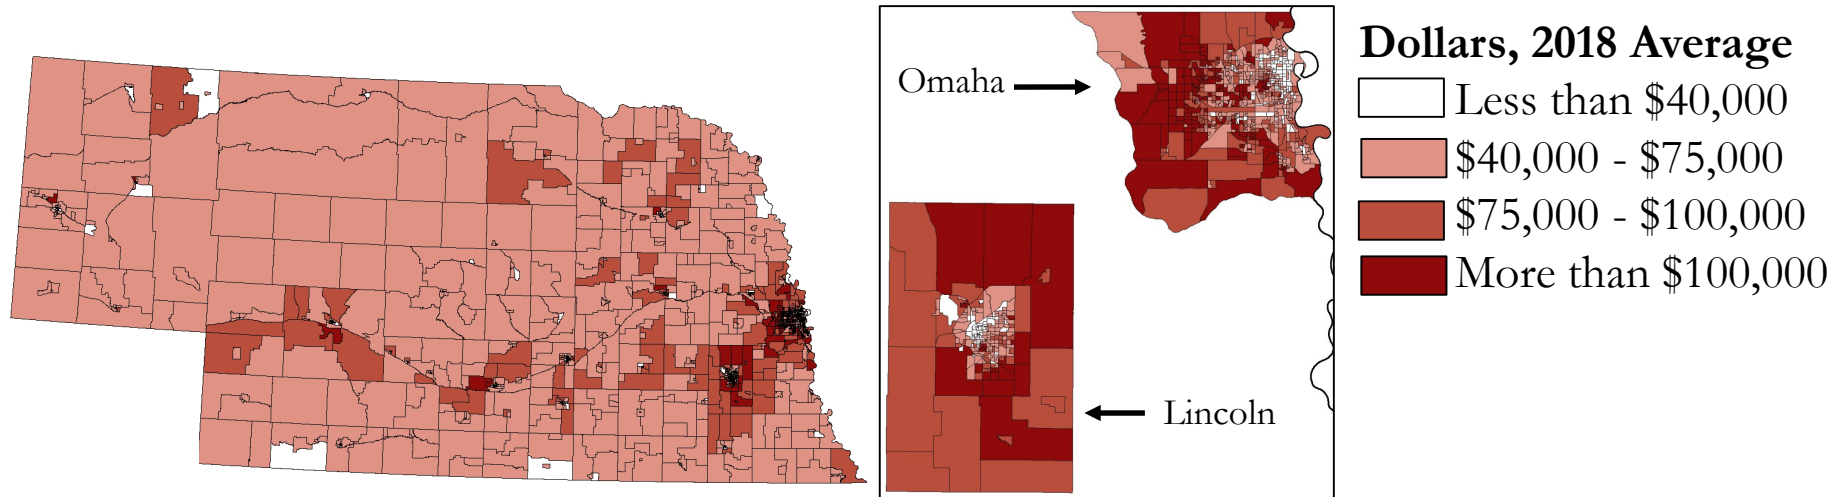 Omaha
Lincoln
Dollars, 2018 Average
Less than $40,000
$40,000 - $75,000
$75,000 - $100,000
More than $100,000